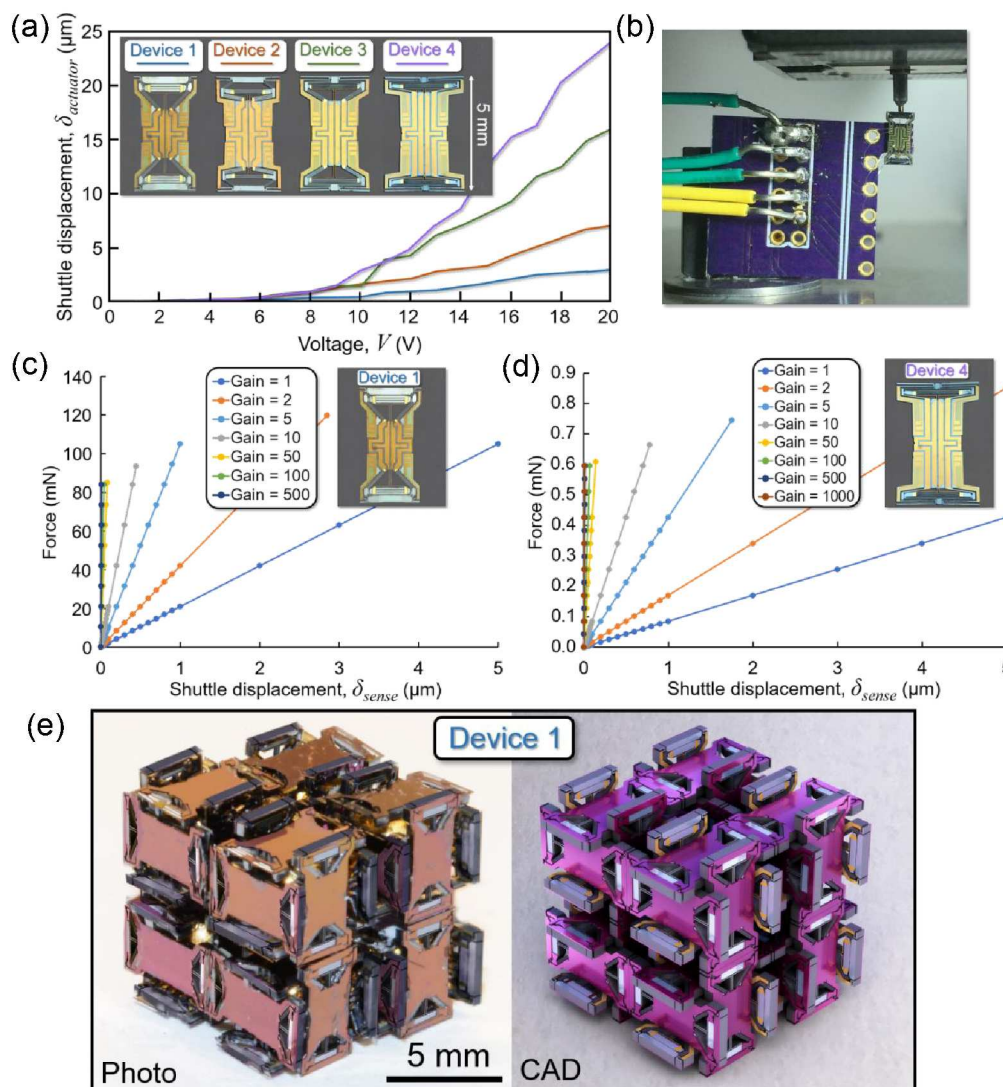 (a)
Shuttle displacement, δactuator (µm)
25
20
15
10
5
0
Device 1
Device 2
Device 3
Device 4
5 mm
0 2 4 6 8 10 12 14 16 18 20
Voltage, V (V)
(b)
(c)
Force (mN)
140
120
100
80
60
40
20
0
Gain = 1
Gain = 2
Gain = 5
Gain = 10
Gain = 50
Gain = 100
Gain = 500
Device 1
0 1 2 3 4 5
Shuttle displacement, δsense (µm)
(d)
Force (mN)
0.9
0.8
0.7
0.6
0.5
0.4
0.3
0.2
0.1
0.0
Gain = 1
Gain = 2
Gain = 5
Gain = 10
Gain = 50
Gain = 100
Gain = 500
Gain = 1000
Device 4
0 1 2 3 4 5
Shuttle displacement, δsense (µm)
(e)
Device 1
Photo
5 mm
CAD